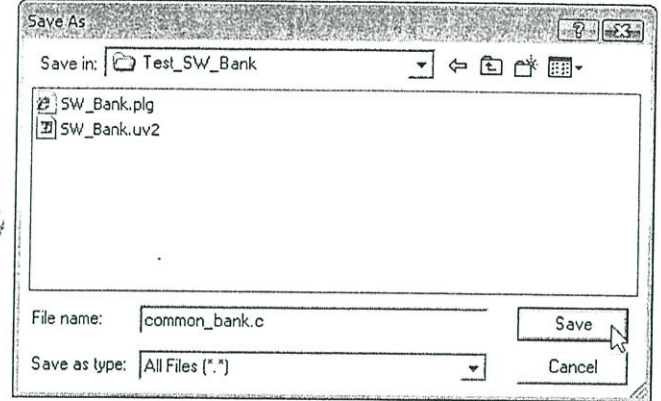 Save As
Save in: Test_SW_Bank
SW_Bank.plg
SW_Bank.uv2
File name: common_bank.c
Save
Save as type: All Files (*.*)
Cancel